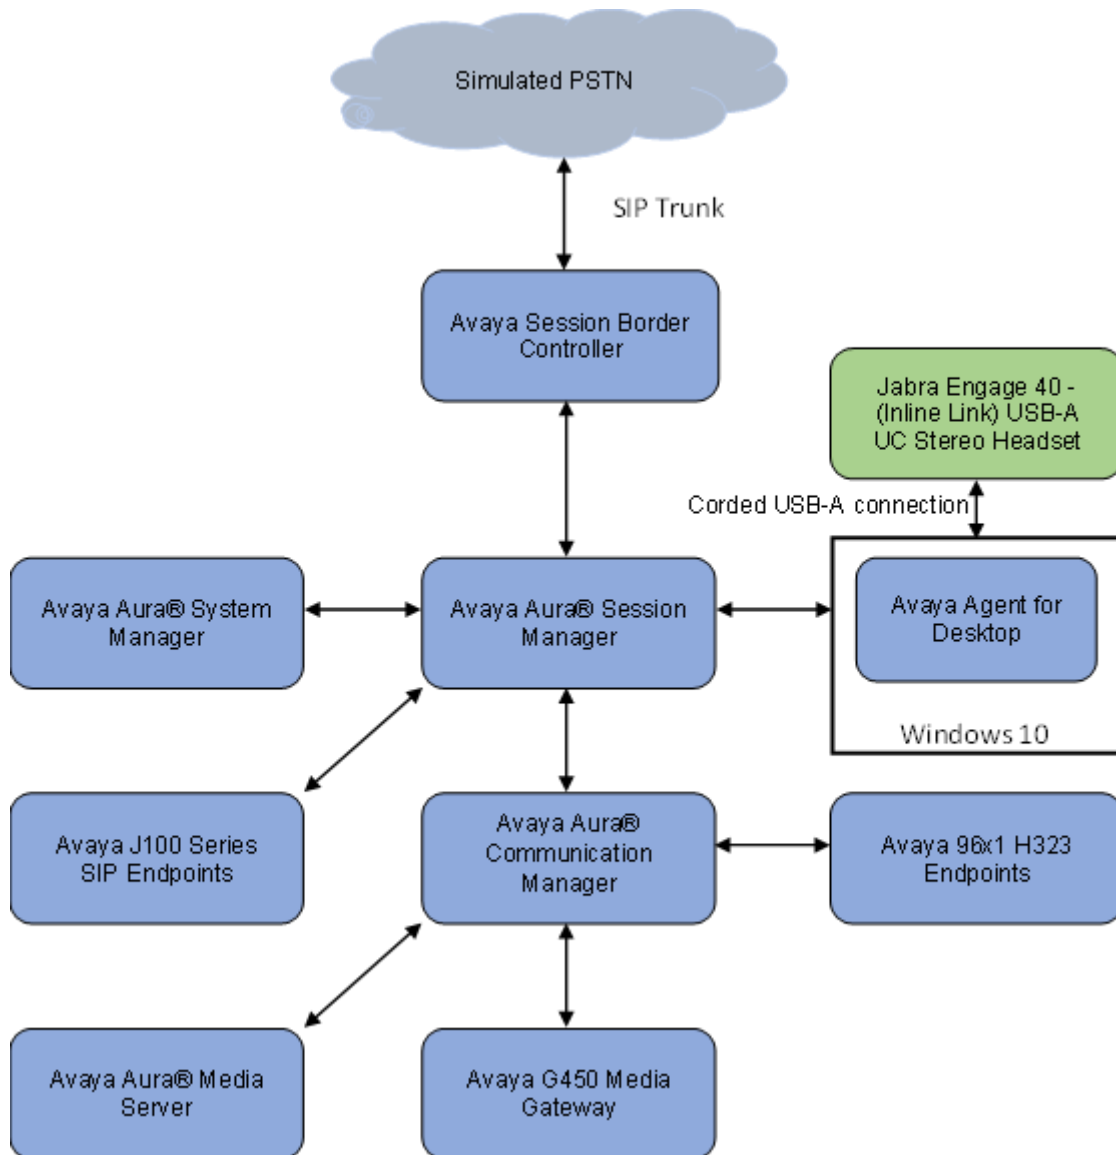 Simulated PSTN
SIP Trunk
Avaya Session Border
Controller
Jabra Engage 40 -
(Inline Link) USB-A
UC Stereo Headset
Corded USB-A connection
Avaya Aura® System
Manager
Avaya Aura® Session
Manager
Avaya Agent for
Desktop
Windows 10
Avaya J100 Series
SIP Endpoints
Avaya Aura®
Communication
Manager
Avaya 96x1 H323
Endpoints
Avaya Aura® Media
Server
Avaya G450 Media
Gateway